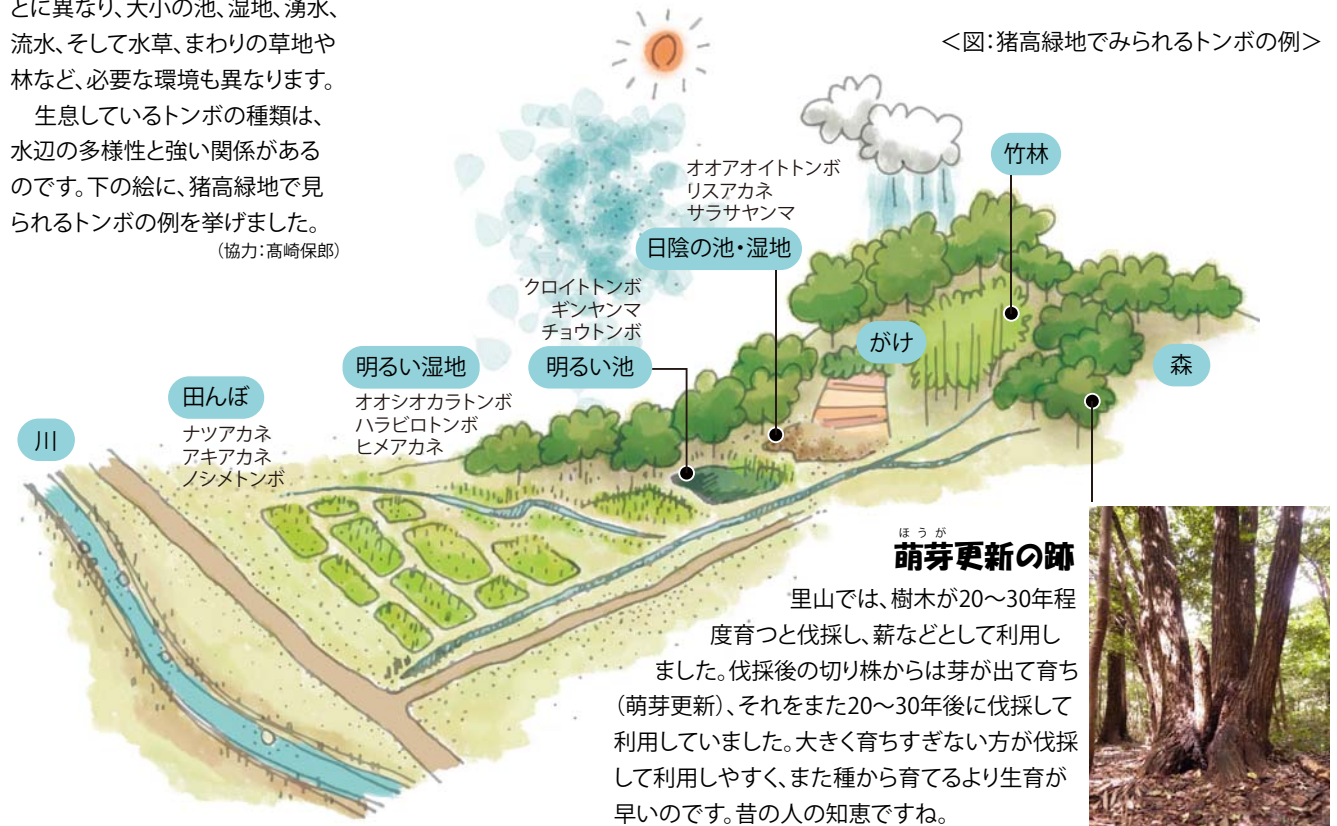 とに異なり、大小の池、湿地、湧水、
流水、そして水草、まわりの草地や
林など、必要な環境も異なります。
生息しているトンボの種類は、
水辺の多様性と強い関係がある
のです。下の絵に、猪高緑地で見
られるトンボの例を挙げました。
（協力：髙崎保郎）
＜図：猪高緑地でみられるトンボの例＞
川
田んぼ
ナツアカネ
アキアカネ
ノシメトンボ
明るい湿地
オオシオカラトンボ
ハラビロトンボ
ヒメアカネ
クロイトトンボ
ギンヤンマ
チョウトンボ
明るい池
オオアオイトトンボ
リスアカネ
サラサヤンマ
日陰の池・湿地
がけ
竹林
森
ほうが
萌芽更新の跡
里山では、樹木が20～30年程
度育つと伐採し、薪などとして利用し
ました。伐採後の切り株からは芽が出て育ち
（萌芽更新）、それをまた20～30年後に伐採して
利用していました。大きく育ちすぎない方が伐採
して利用しやすく、また種から育てるより生育が
早いのです。昔の人の知恵ですね。